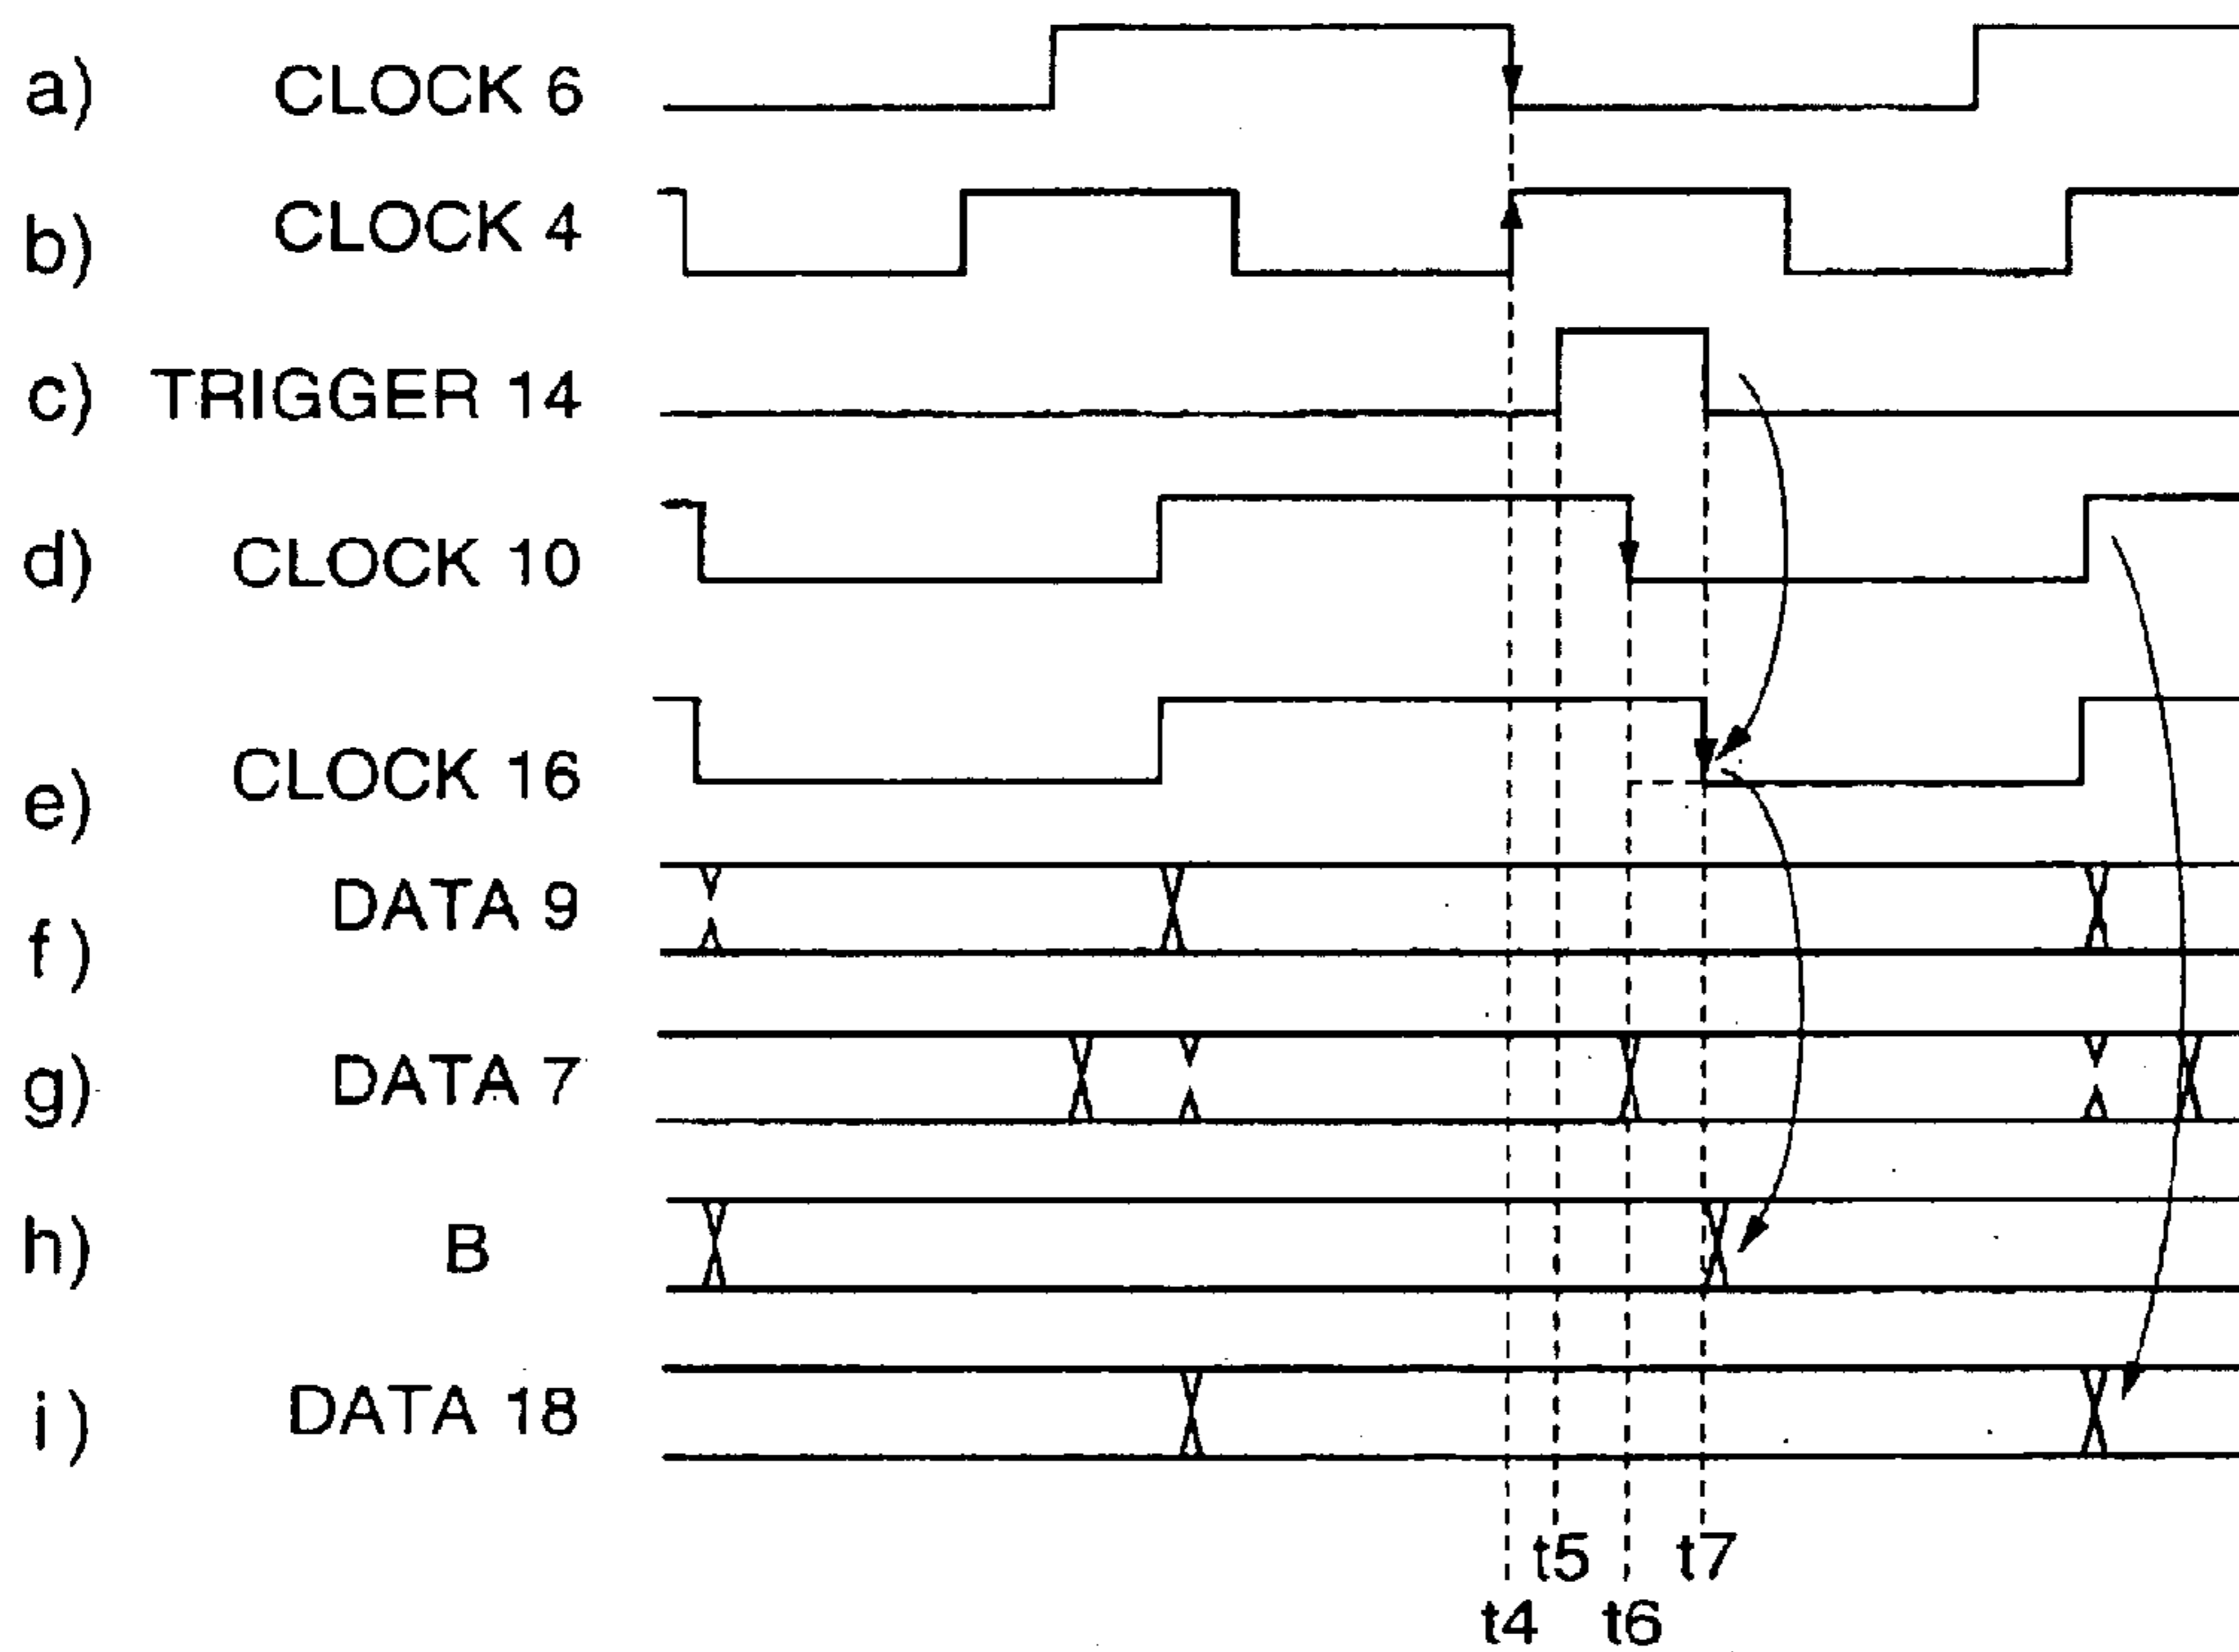 a) CLOCK 6
b) CLOCK 4
c) TRIGGER 14
d) CLOCK 10
e) CLOCK 16
f) DATA 9
g) DATA 7
h) B
i) DATA 18
t5 t7
t4 t6